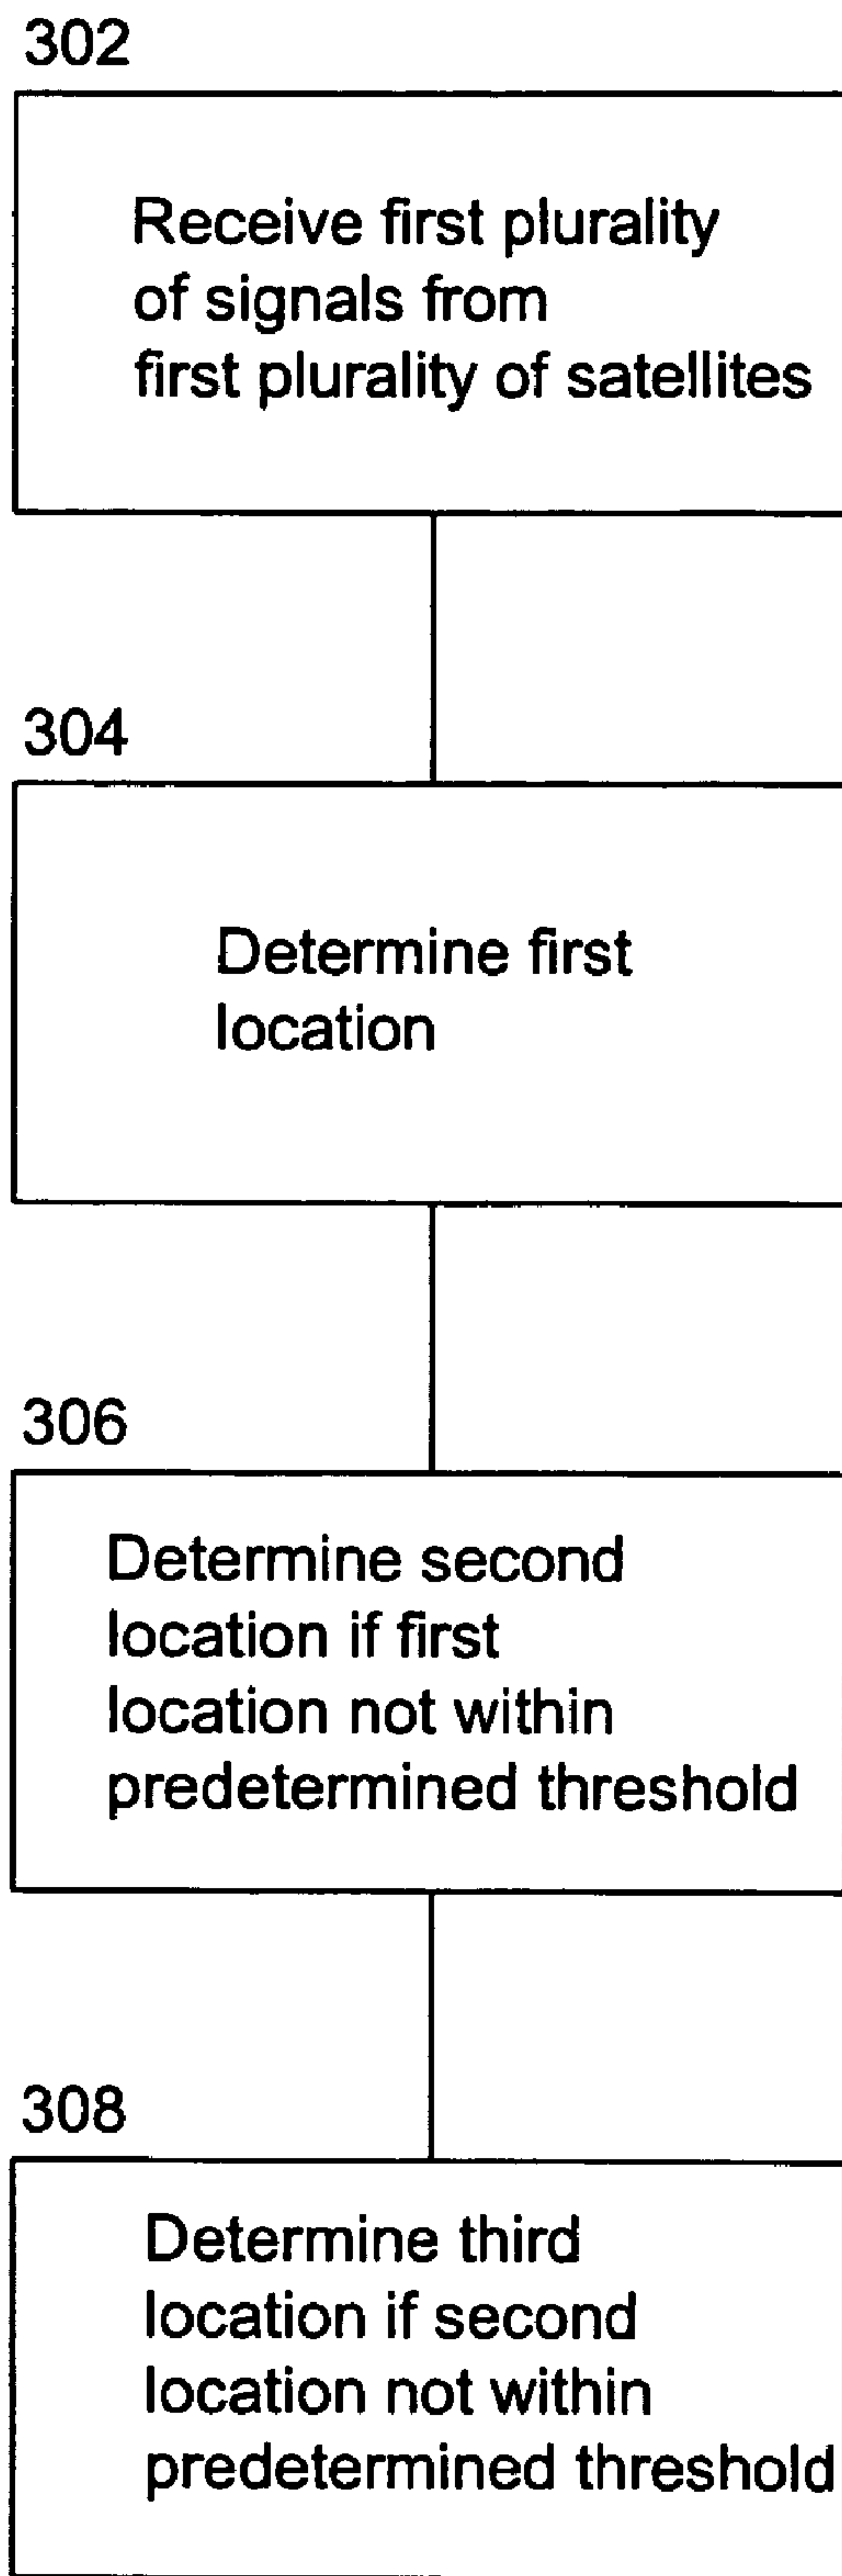 302
Receive first plurality
of signals from
first plurality of satellites
304
Determine first
location
306
Determine second
location if first
location not within
predetermined threshold
308
Determine third
location if second
location not within
predetermined threshold